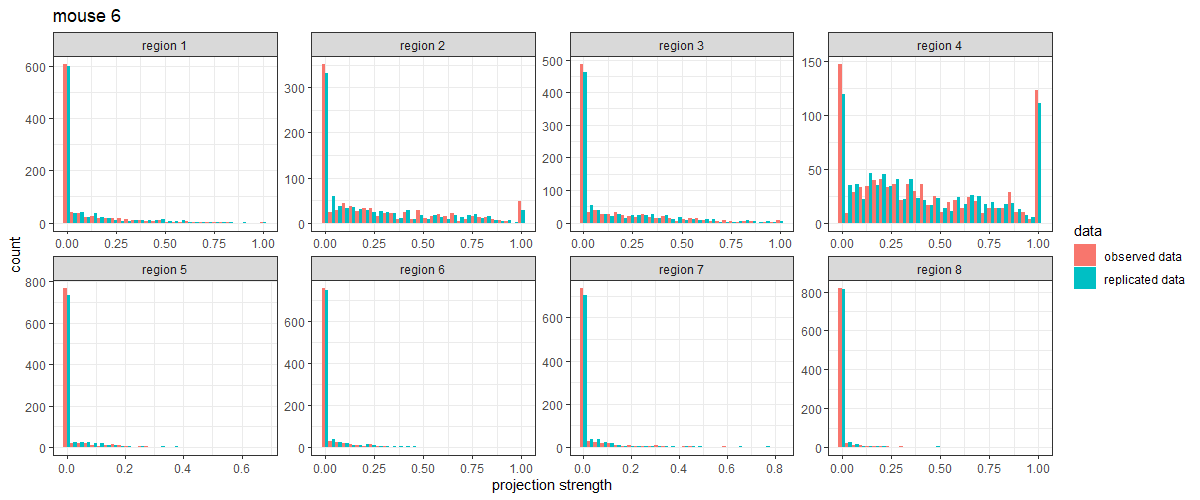 mouse 6
region 1
region 2
region 3
region 4
600
400
200
0
300
200
100
0
500
400
300
200
100
0
150
100
50
0
0.00 0.25 0.50 0.75 1.00
0.00 0.25 0.50 0.75 1.00
0.00 0.25 0.50 0.75 1.00
0.00 0.25 0.50 0.75 1.00
count
region 5
region 6
region 7
region 8
800
600
400
200
0
600
400
200
0
600
400
200
0
800
600
400
200
0
0.0 0.2 0.4 0.6
0.00 0.25 0.50 0.75 1.00
0.0 0.2 0.4 0.6 0.8
0.00 0.25 0.50 0.75 1.00
projection strength
data
observed data
replicated data